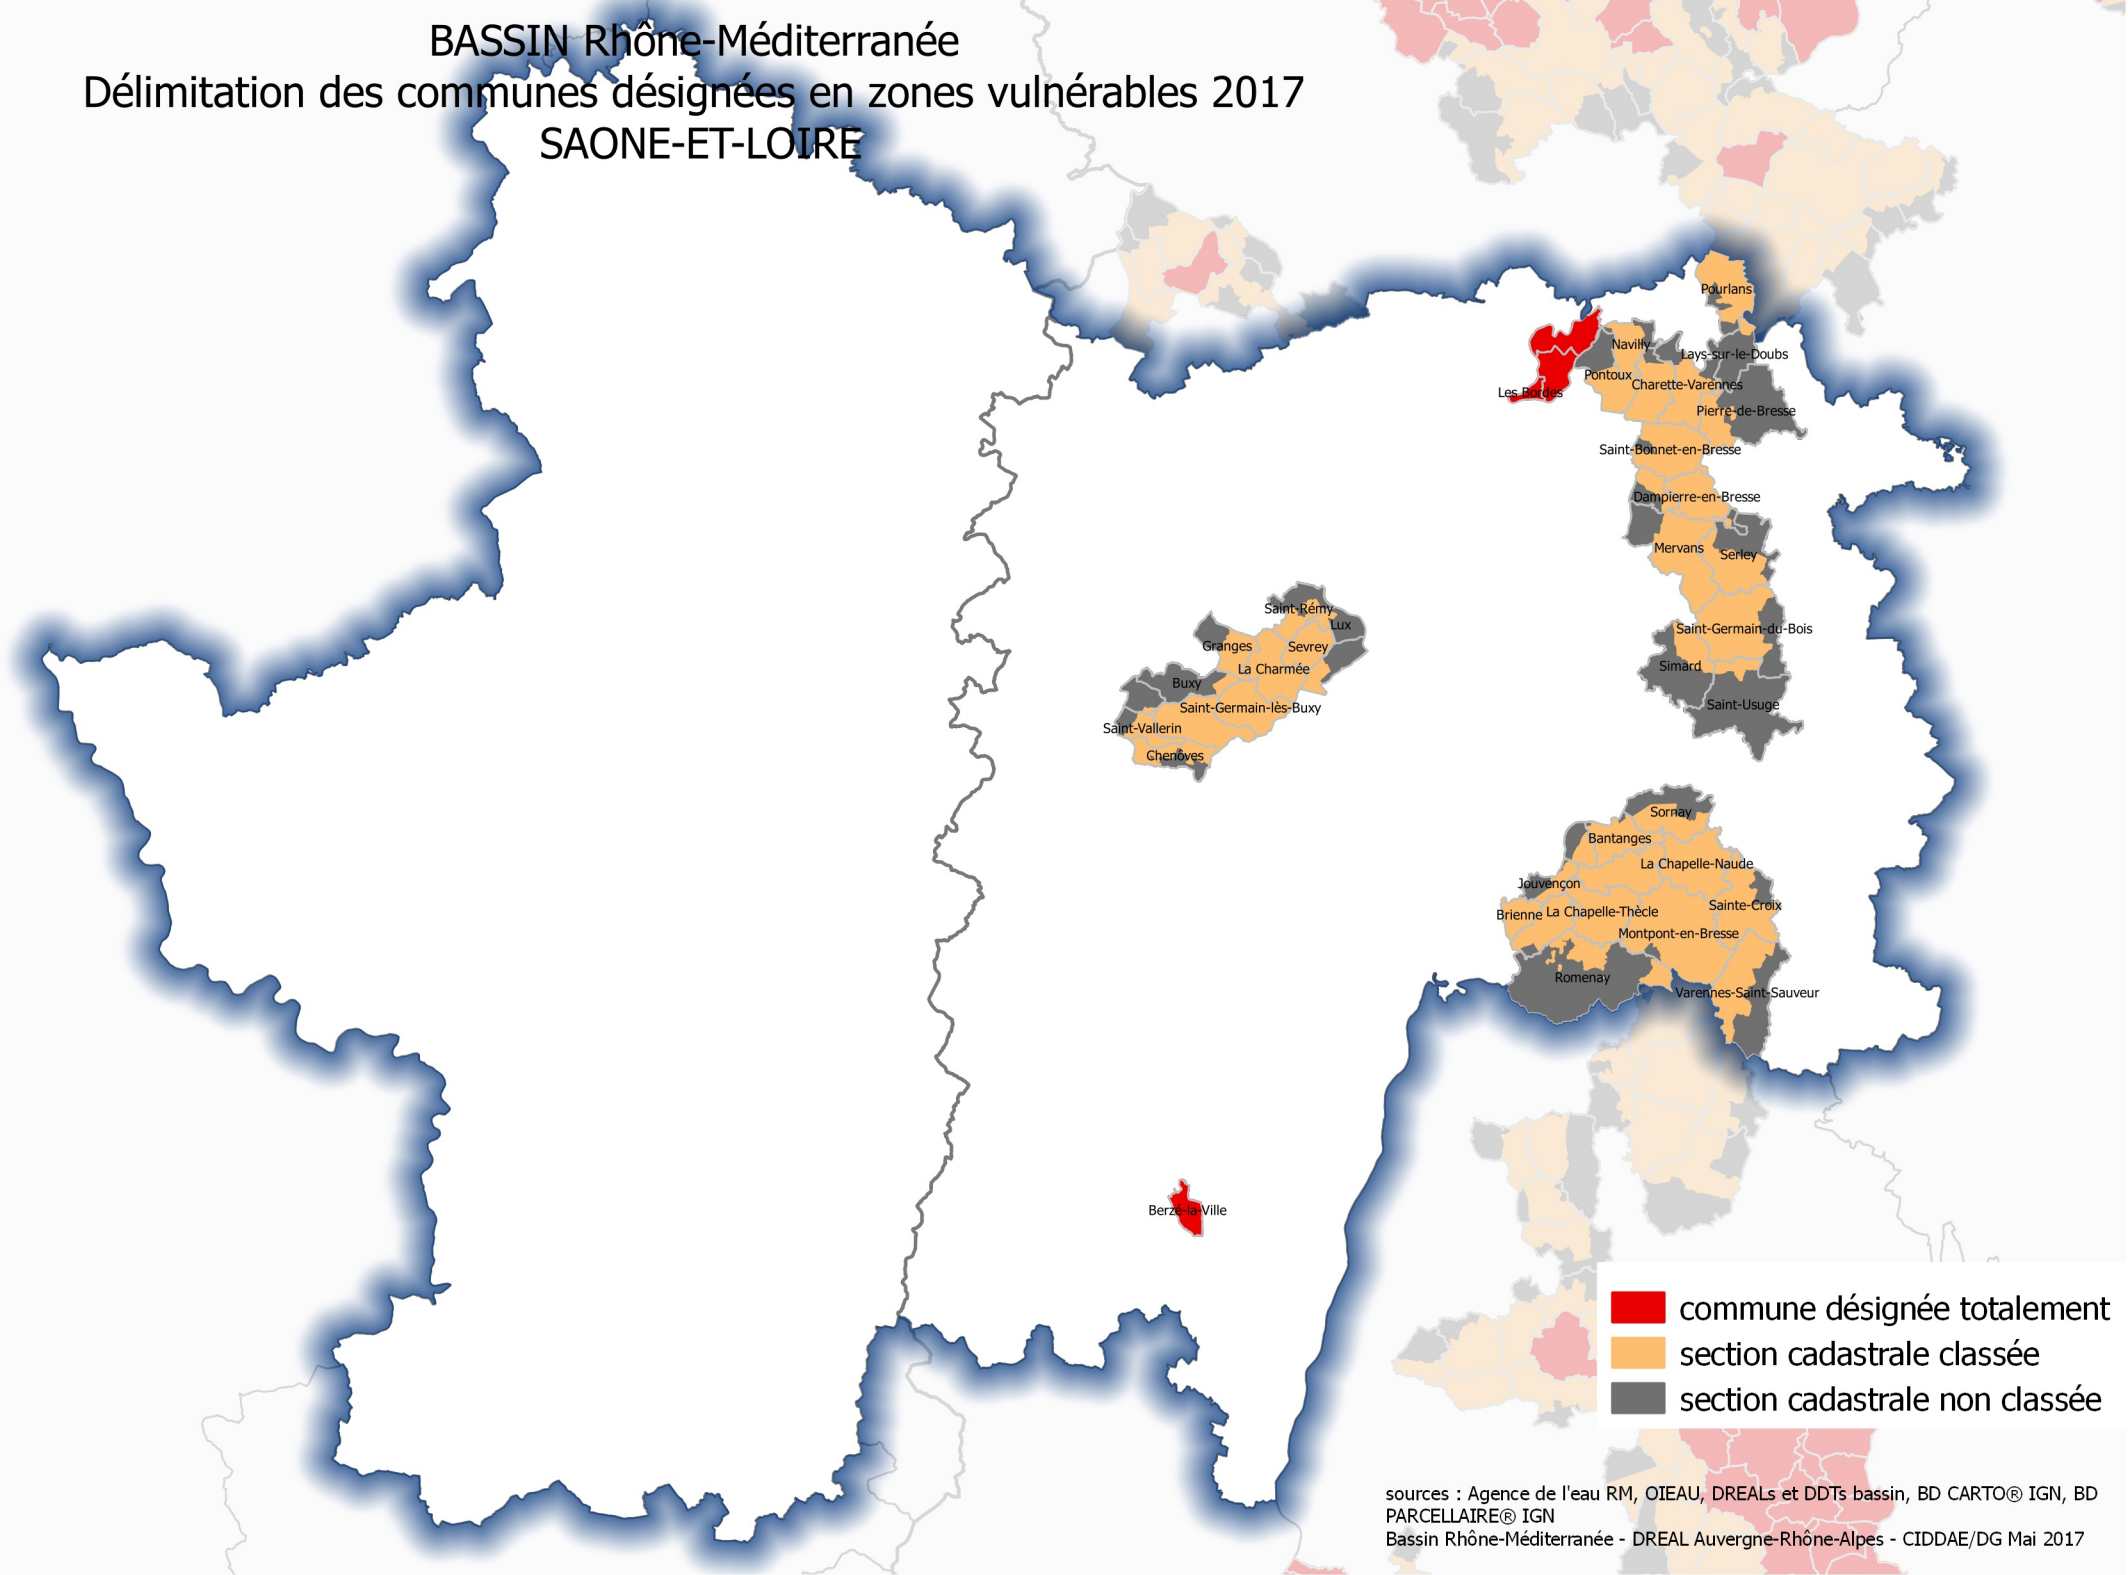 BASSIN Rhône-Méditerranée
Délimitation des communes désignées en zones vulnérables 2017
SAONE-ET-LOIRE
Pourlans
Navilly
Lays-sur-le-Doubs
Pontoux
Charette-Varennes
Les Bordes
Pierre-de-Bresse
Saint-Bonnet-en-Bresse
Dampierre-en-Bresse
Mervans
Serley
Saint-Rémy
Lux
Saint-Germain-du-Bois
Granges
Sevrey
La Charmée
Simard
Buxy
Saint-Germain-lès-Buxy
Saint-Usuge
Saint-Vallerin
Chenôves
Sornay
Bantanges
La Chapelle-Naude
Jouvençon
Sainte-Croix
Brienne
La Chapelle-Thècle
Montpont-en-Bresse
Romenay
Varennes-Saint-Sauveur
Berzé-la-Ville
commune désignée totalement
section cadastrale classée
section cadastrale non classée
sources : Agence de l'eau RM, OIEAU, DREALs et DDTs bassin, BD CARTO® IGN, BD
PARCELLAIRE® IGN
Bassin Rhône-Méditerranée - DREAL Auvergne-Rhône-Alpes - CIDDAE/DG Mai 2017